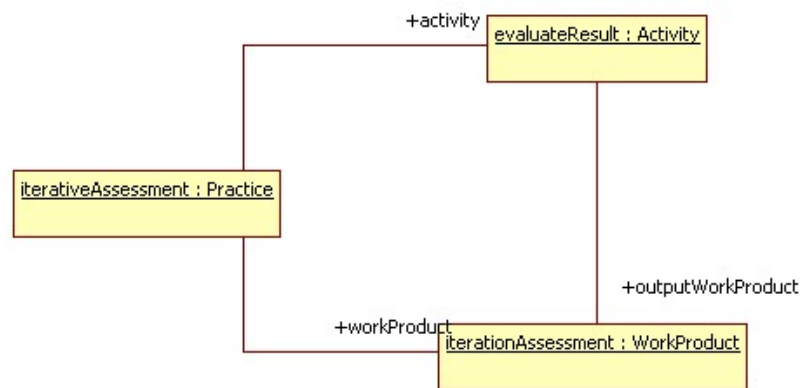 +activity
evaluateResult : Activity
iterativeAssessment : Practice
+outputWorkProduct
+workProduct
iterationAssessment : WorkProduct